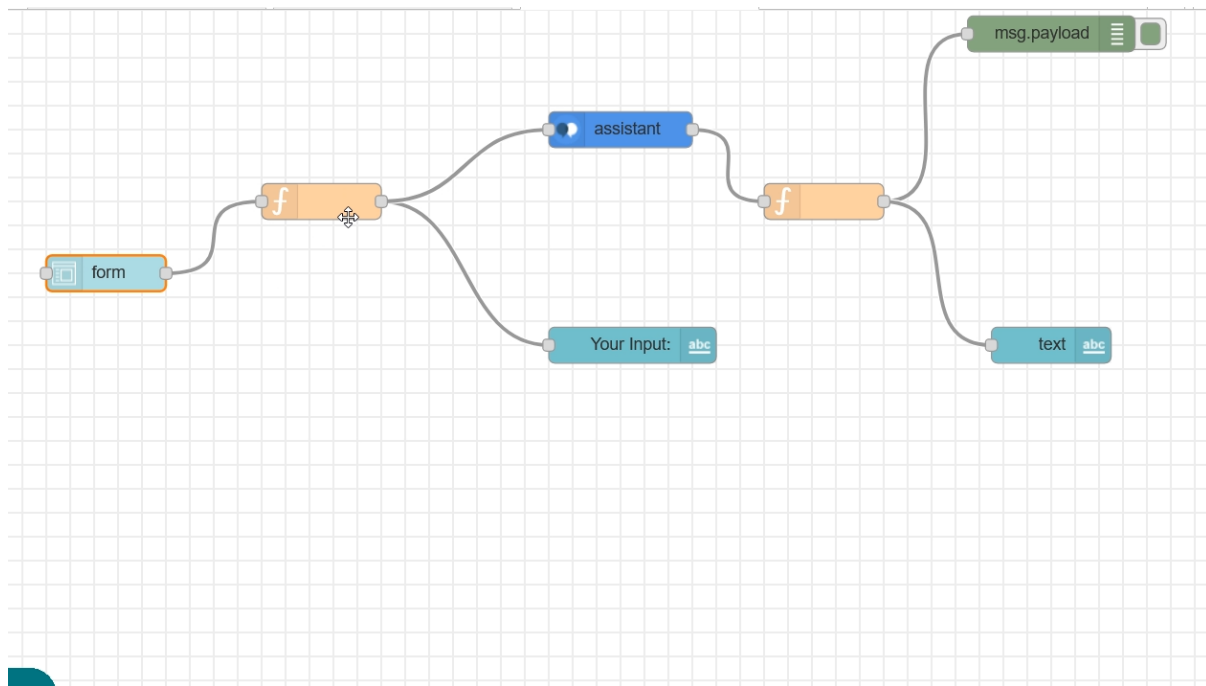 msg.payload
assistant
form
Your Input:
abc
text
abc